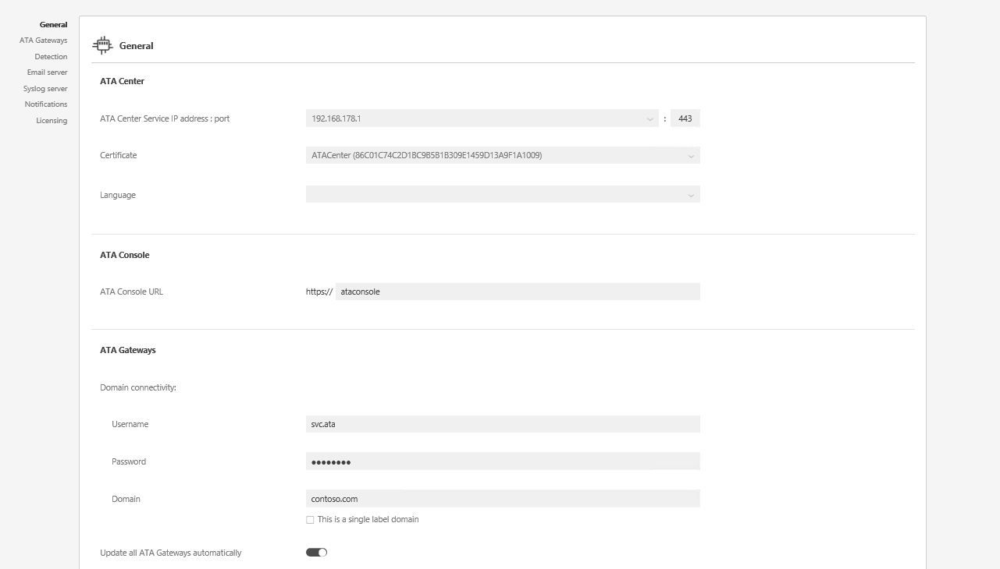 General
ATA Gateways
Detection
Email server
Syslog server
Notifications
Licensing
General
ATA Center
ATA Center Service IP address : port 192.168.178.1 : 443
Certificate ATACenter (86C01C74C2D1BC9B5B1B309E1459D13A9F1A1009)
Language
ATA Console
ATA Console URL https:// ataconsole
ATA Gateways
Domain connectivity:
Username svc.ata
Password ●●●●●●●●
Domain contoso.com
This is a single label domain
Update all ATA Gateways automatically